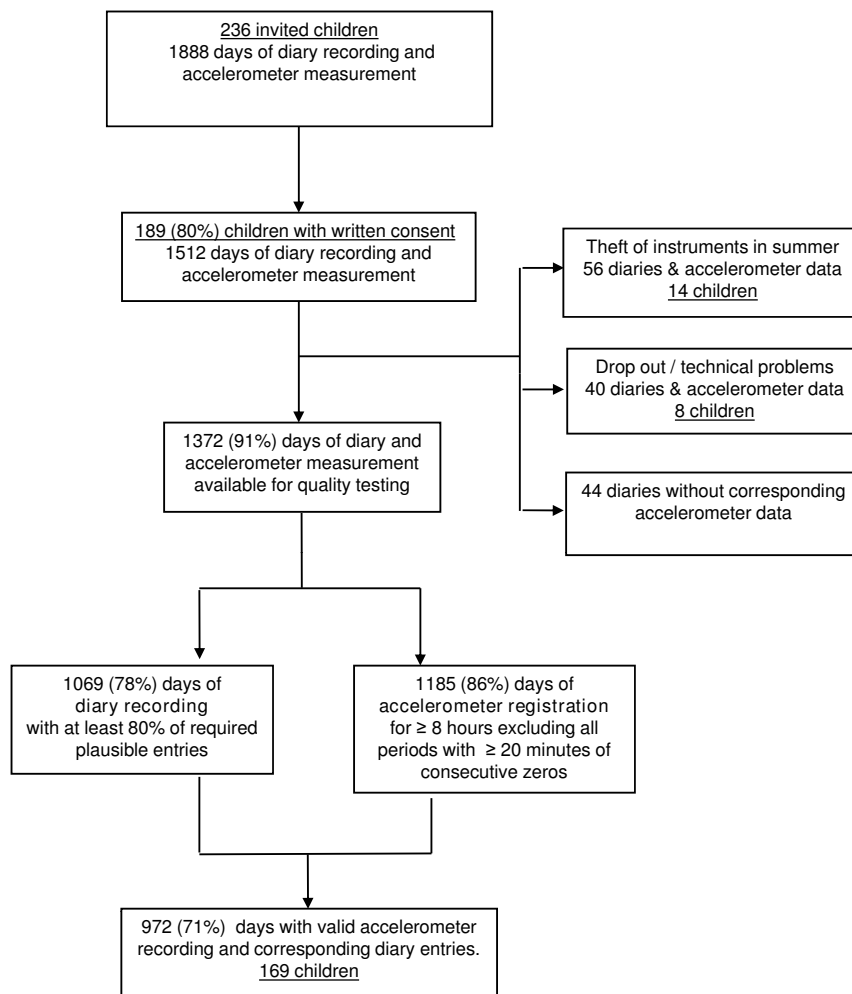 236 invited children
1888 days of diary recording and
accelerometer measurement
189 (80%) children with written consent
1512 days of diary recording and
accelerometer measurement
Theft of instruments in summer
56 diaries & accelerometer data
14 children
Drop out / technical problems
40 diaries & accelerometer data
8 children
44 diaries without corresponding
accelerometer data
1372 (91%) days of diary and
accelerometer measurement
available for quality testing
1069 (78%) days of
diary recording
with at least 80% of required
plausible entries
1185 (86%) days of
accelerometer registration
for ≥ 8 hours excluding all
periods with ≥ 20 minutes of
consecutive zeros
972 (71%) days with valid accelerometer
recording and corresponding diary entries.
169 children